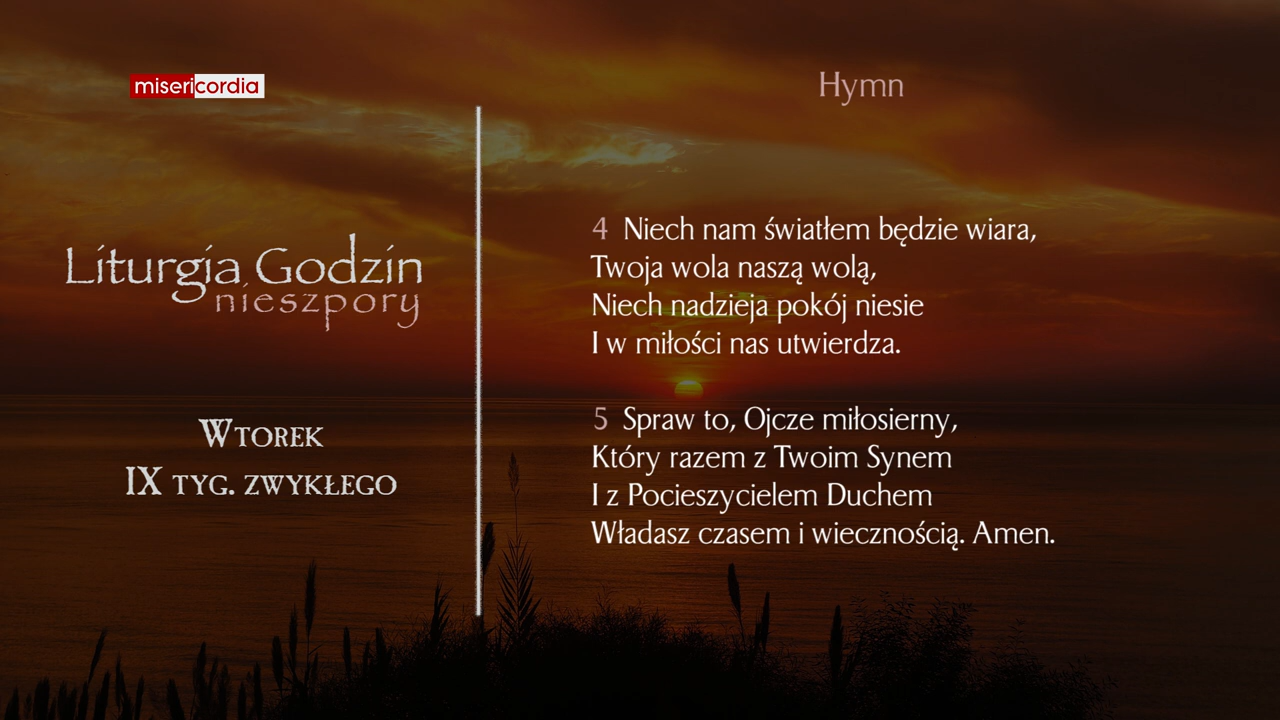 misericordia
Hymn
Liturgia Godzin
nieszpory
Wtorek
IX tyg. zwykłego
4 Niech nam światłem będzie wiara,
Twoja wola naszą wolą,
Niech nadzieja pokój niesie
I w miłości nas utwierdza.
5 Spraw to, Ojcze miłosierny,
Który razem z Twoim Synem
I z Pocieszycielem Duchem
Władasz czasem i wiecznością. Amen.